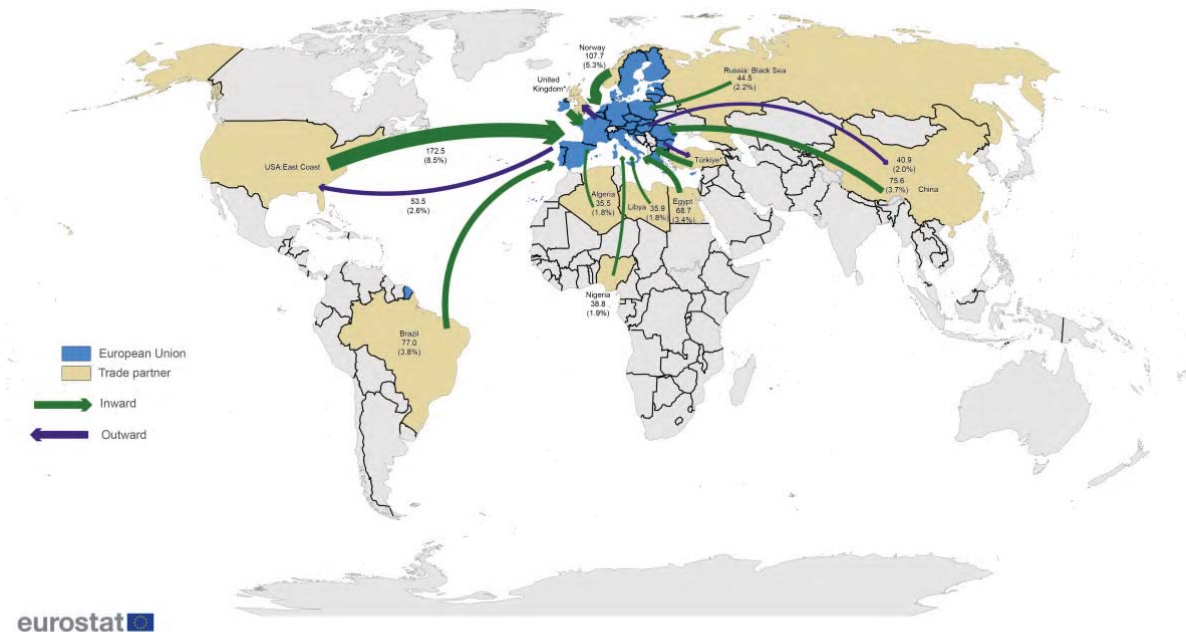 Norway
107.7
(5.3%)
United
Kingdom*
Russia: Black Sea
44.5
(2.2%)
USA:East Coast
172.5
(8.5%)
53.5
(2.6%)
Türkiye*
40.9
(2.0%)
75.6
(3.7%)
China
Algeria
35.5
(1.8%)
Libya
35.9
(1.8%)
Egypt
68.7
(3.4%)
Nigeria
38.8
(1.9%)
Brazil
77.0
(3.8%)
European Union
Trade partner
Inward
Outward
eurostat